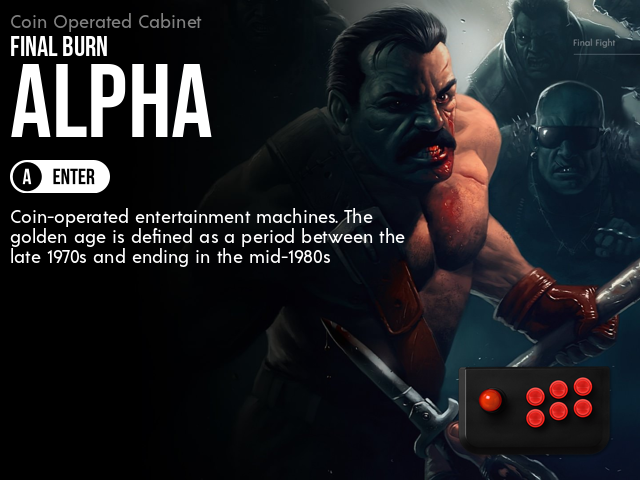 Coin Operated Cabinet
FINAL BURN
Final Fight
ALPHA
A ENTER
Coin-operated entertainment machines. The
golden age is defined as a period between the
late 1970s and ending in the mid-1980s